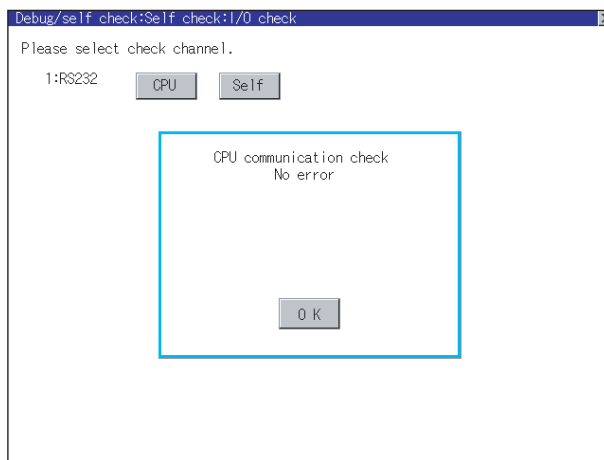 Debug/self check:Self check:I/O check
Please select check channel.
1:RS232 CPU Self
CPU communication check
No error
O K